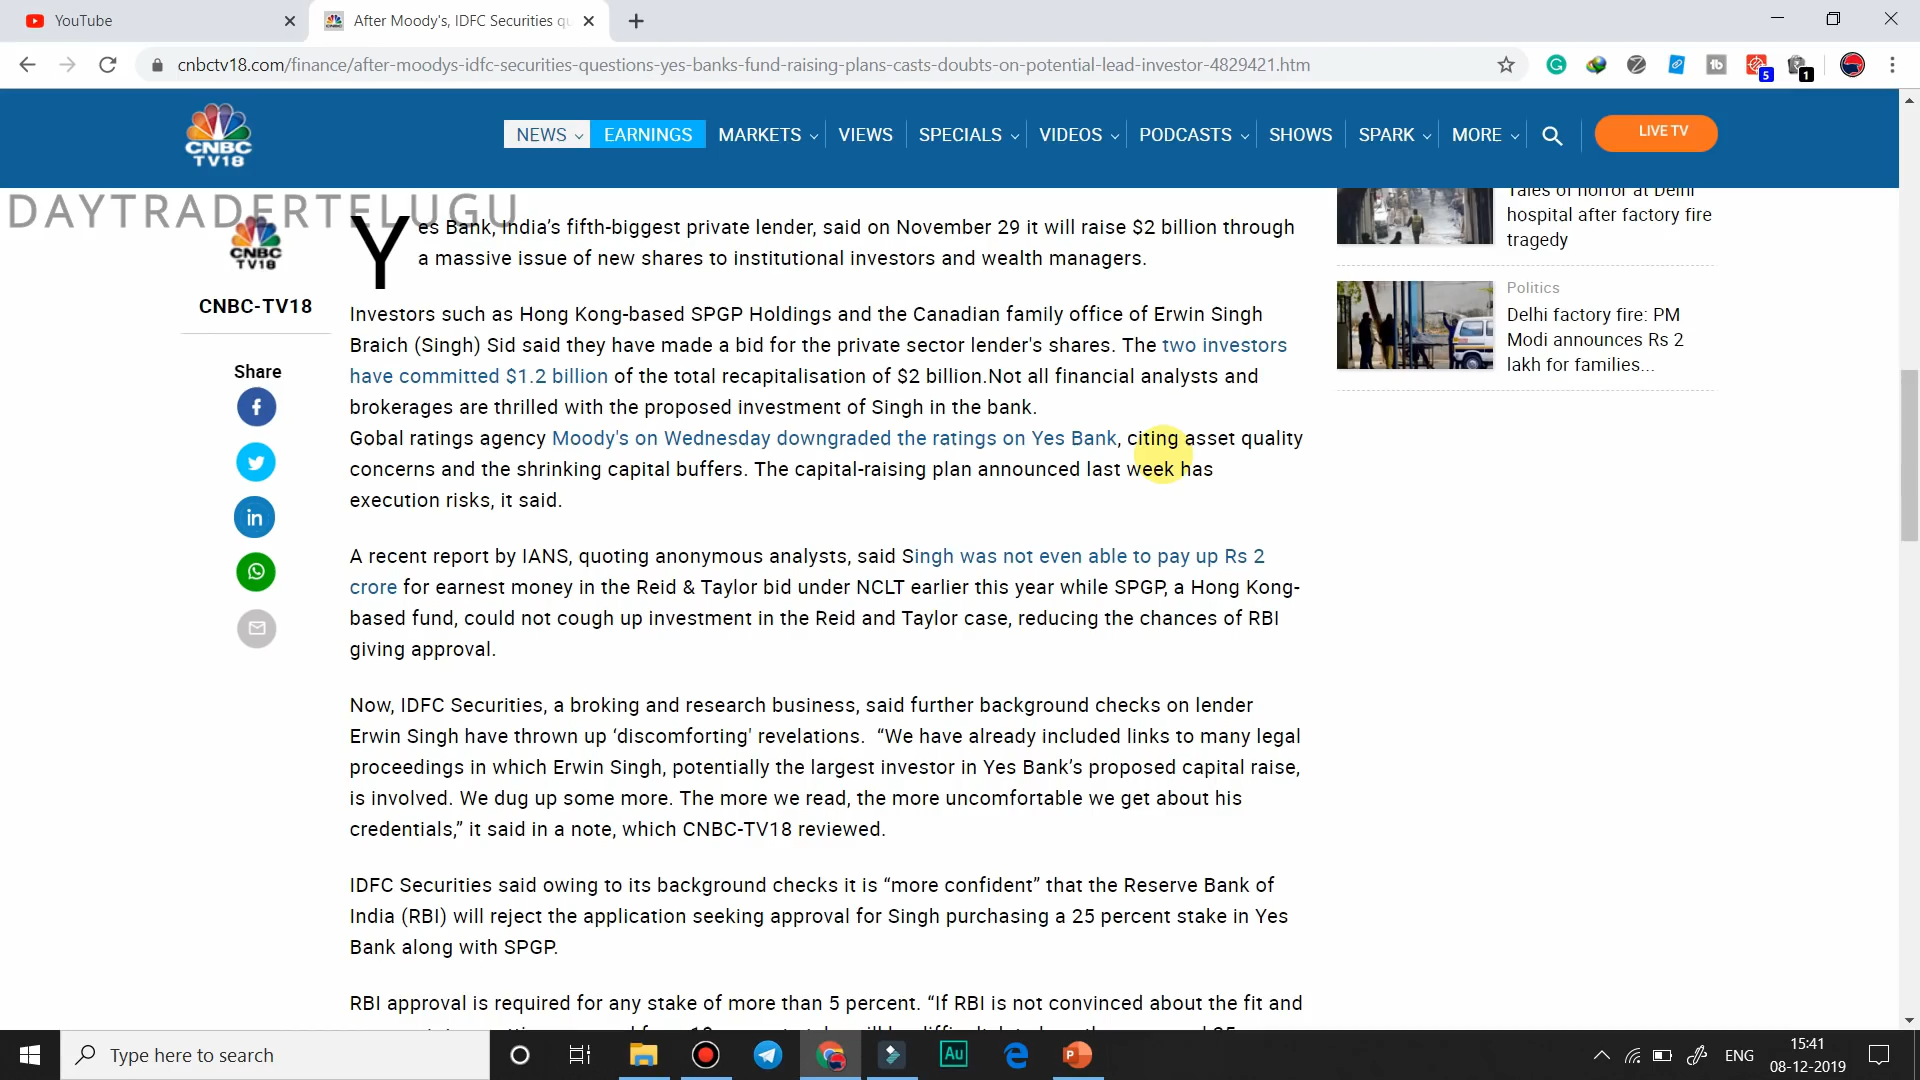 YouTube
After Moody's, IDFC Securities qu
cnbctv18.com/finance/after-moodys-idfc-securities-questions-yes-banks-fund-raising-plans-casts-doubts-on-potential-lead-investor-4829421.htm
5
1
CNBC
TV18
NEWS EARNINGS MARKETS VIEWS SPECIALS VIDEOS PODCASTS SHOWS SPARK MORE LIVE TV
DAYTRADERTELUGU
CNBC
TV18
CNBC-TV18
Share
Yes Bank, India’s fifth-biggest private lender, said on November 29 it will raise $2 billion through
a massive issue of new shares to institutional investors and wealth managers.
Investors such as Hong Kong-based SPGP Holdings and the Canadian family office of Erwin Singh
Braich (Singh) Sid said they have made a bid for the private sector lender's shares. The two investors
have committed $1.2 billion of the total recapitalisation of $2 billion.Not all financial analysts and
brokerages are thrilled with the proposed investment of Singh in the bank.
Gobal ratings agency Moody's on Wednesday downgraded the ratings on Yes Bank, citing asset quality
concerns and the shrinking capital buffers. The capital-raising plan announced last week has
execution risks, it said.
A recent report by IANS, quoting anonymous analysts, said Singh was not even able to pay up Rs 2
crore for earnest money in the Reid & Taylor bid under NCLT earlier this year while SPGP, a Hong Kong-
based fund, could not cough up investment in the Reid and Taylor case, reducing the chances of RBI
giving approval.
Now, IDFC Securities, a broking and research business, said further background checks on lender
Erwin Singh have thrown up ‘discomforting' revelations. “We have already included links to many legal
proceedings in which Erwin Singh, potentially the largest investor in Yes Bank’s proposed capital raise,
is involved. We dug up some more. The more we read, the more uncomfortable we get about his
credentials,” it said in a note, which CNBC-TV18 reviewed.
IDFC Securities said owing to its background checks it is “more confident” that the Reserve Bank of
India (RBI) will reject the application seeking approval for Singh purchasing a 25 percent stake in Yes
Bank along with SPGP.
RBI approval is required for any stake of more than 5 percent. “If RBI is not convinced about the fit and
Tales of horror at Delhi
hospital after factory fire
tragedy
Politics
Delhi factory fire: PM
Modi announces Rs 2
lakh for families...
Type here to search
Au
ENG
15:41
08-12-2019